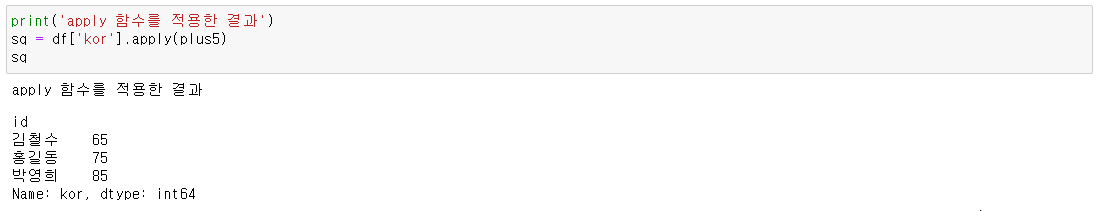 print('apply 함수를 적용한 결과')
sq = df['kor'].apply(plus5)
sq
apply 함수를 적용한 결과
id
김철수    65
홍길동    75
박영희    85
Name: kor, dtype: int64